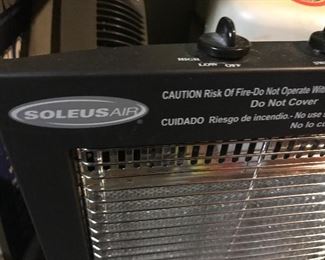 HIGH LOW OFF
SOLEUSAIR
CAUTION Risk of Fire-Do Not Operate With
Do Not Cover
CUIDADO Riesgo de incendio.- No use
No lo